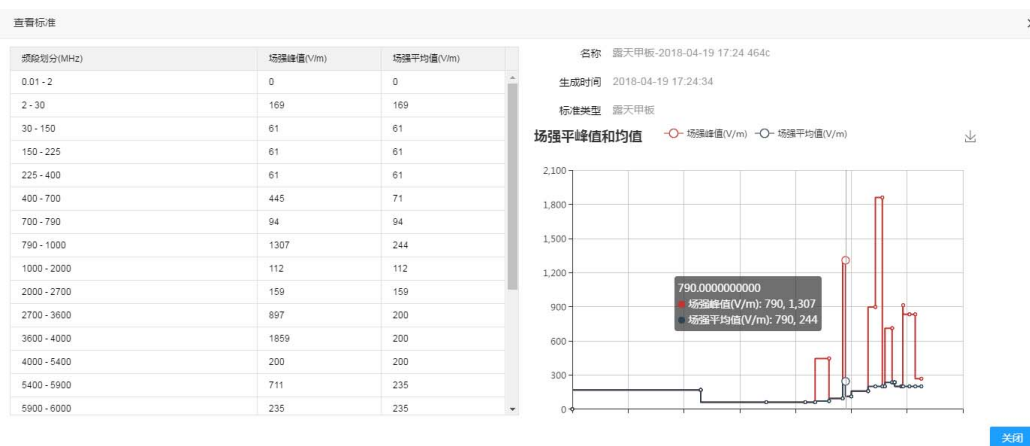 查看标准
频段划分(MHz) 场强峰值(V/m) 场强平均值(V/m)
0.01 - 2 0 0
2 - 30 169 169
30 - 150 61 61
150 - 225 61 61
225 - 400 61 61
400 - 700 445 71
700 - 790 94 94
790 - 1000 1307 244
1000 - 2000 112 112
2000 - 2700 159 159
2700 - 3600 897 200
3600 - 4000 1859 200
4000 - 5400 200 200
5400 - 5900 711 235
5900 - 6000 235 235
名称 露天甲板-2018-04-19 17:24 464c
生成时间 2018-04-19 17:24:34
标准类型 露天甲板
场强平峰值和均值 场强峰值(V/m) 场强平均值(V/m)
2,100
1,800
1,500
1,200
900
600
300
0
790.0000000000
场强峰值(V/m): 790, 1,307
场强平均值(V/m): 790, 244
关闭